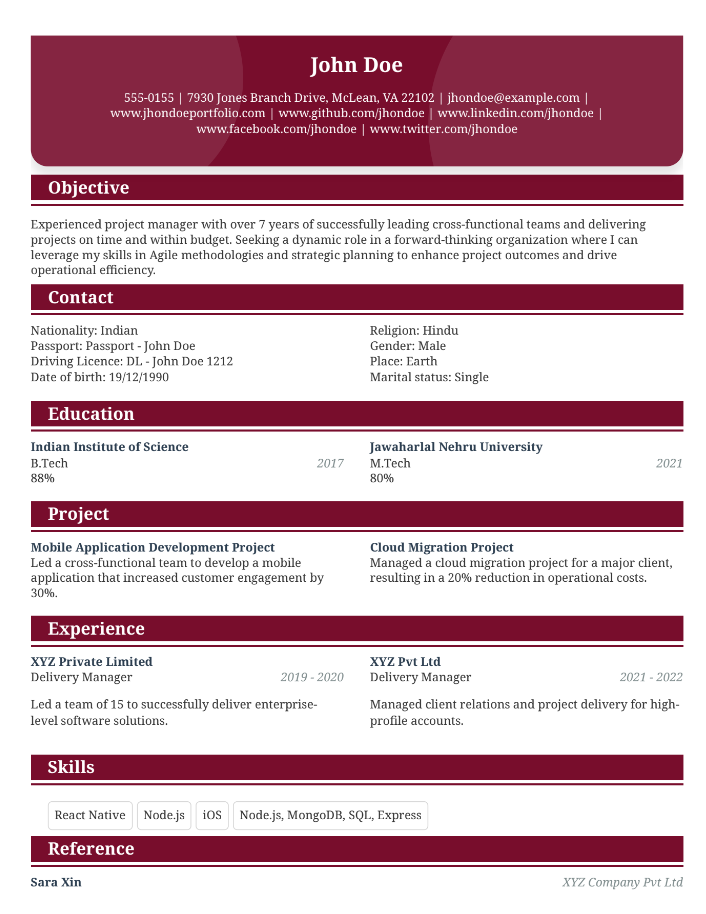 John Doe
555-0155 | 7930 Jones Branch Drive, McLean, VA 22102 | jhondoe@example.com |
www.jhondoeportfolio.com | www.github.com/jhondoe | www.linkedin.com/jhondoe |
www.facebook.com/jhondoe | www.twitter.com/jhondoe
Objective
Experienced project manager with over 7 years of successfully leading cross-functional teams and delivering
projects on time and within budget. Seeking a dynamic role in a forward-thinking organization where I can
leverage my skills in Agile methodologies and strategic planning to enhance project outcomes and drive
operational efficiency.
Contact
Nationality: Indian
Passport: Passport - John Doe
Driving Licence: DL - John Doe 1212
Date of birth: 19/12/1990
Religion: Hindu
Gender: Male
Place: Earth
Marital status: Single
Education
Indian Institute of Science
B.Tech 2017
88%
Jawaharlal Nehru University
M.Tech 2021
80%
Project
Mobile Application Development Project
Led a cross-functional team to develop a mobile
application that increased customer engagement by
30%.
Cloud Migration Project
Managed a cloud migration project for a major client,
resulting in a 20% reduction in operational costs.
Experience
XYZ Private Limited
Delivery Manager 2019 - 2020
Led a team of 15 to successfully deliver enterprise-
level software solutions.
XYZ Pvt Ltd
Delivery Manager 2021 - 2022
Managed client relations and project delivery for high-
profile accounts.
Skills
React Native Node.js iOS Node.js, MongoDB, SQL, Express
Reference
Sara Xin XYZ Company Pvt Ltd